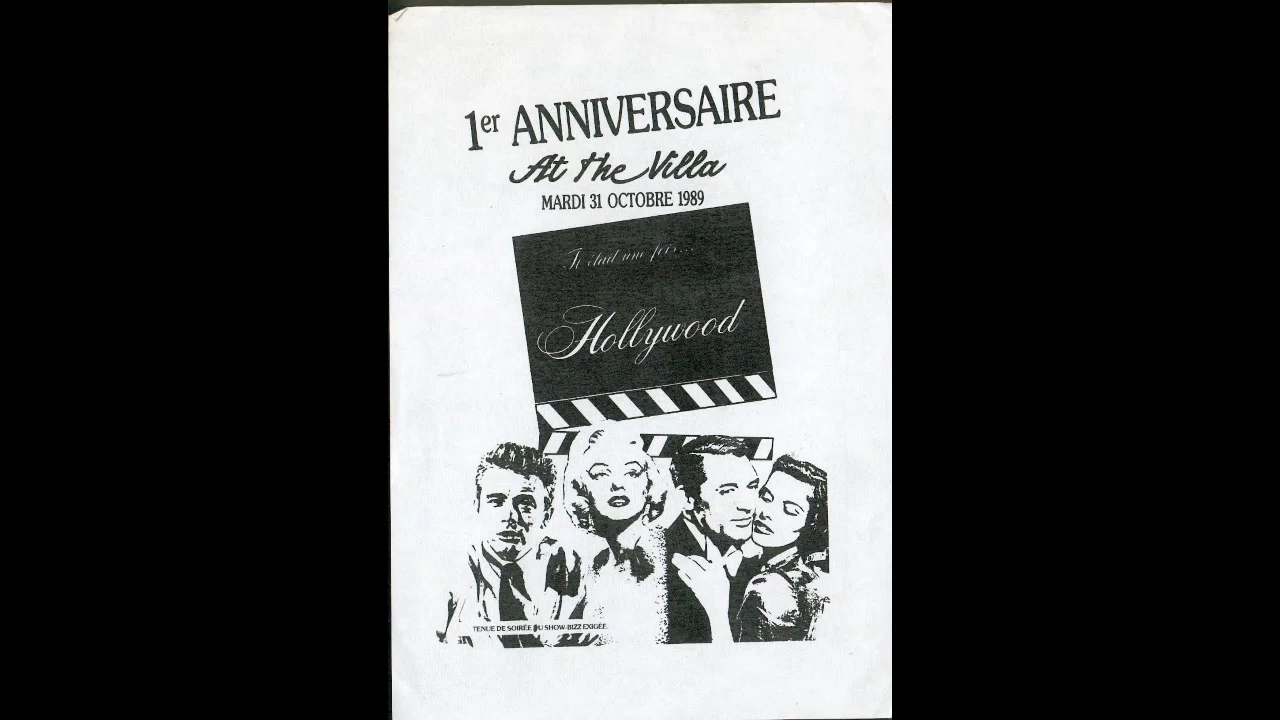 1er ANNIVERSAIRE
At the Villa
MARDI 31 OCTOBRE 1989
Il était une fois...
Hollywood
TENUE DE SOIRÉE DU SHOW-BIZZ EXIGÉE.